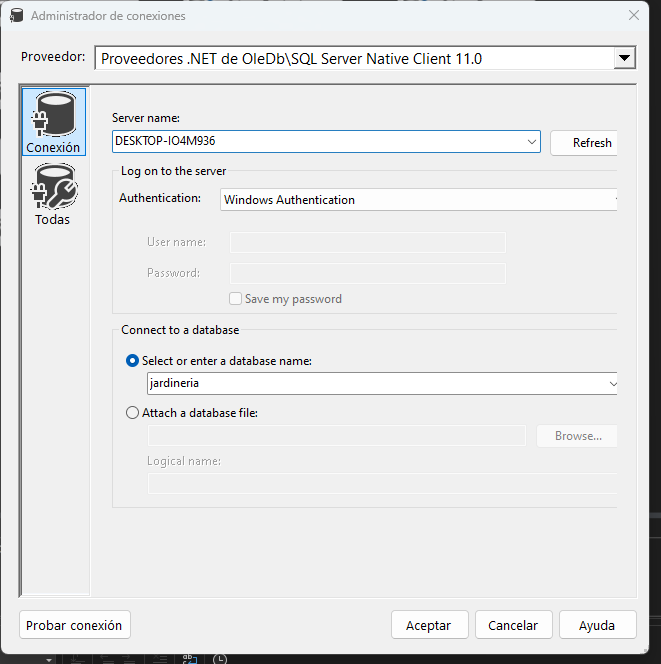 Administrador de conexiones
Proveedor: Proveedores .NET de OleDb\SQL Server Native Client 11.0
Conexión
Todas
Server name:
DESKTOP-IO4M936
Refresh
Log on to the server
Authentication: Windows Authentication
User name:
Password:
Save my password
Connect to a database
Select or enter a database name:
jardineria
Attach a database file:
Browse...
Logical name:
Probar conexión Aceptar Cancelar Ayuda